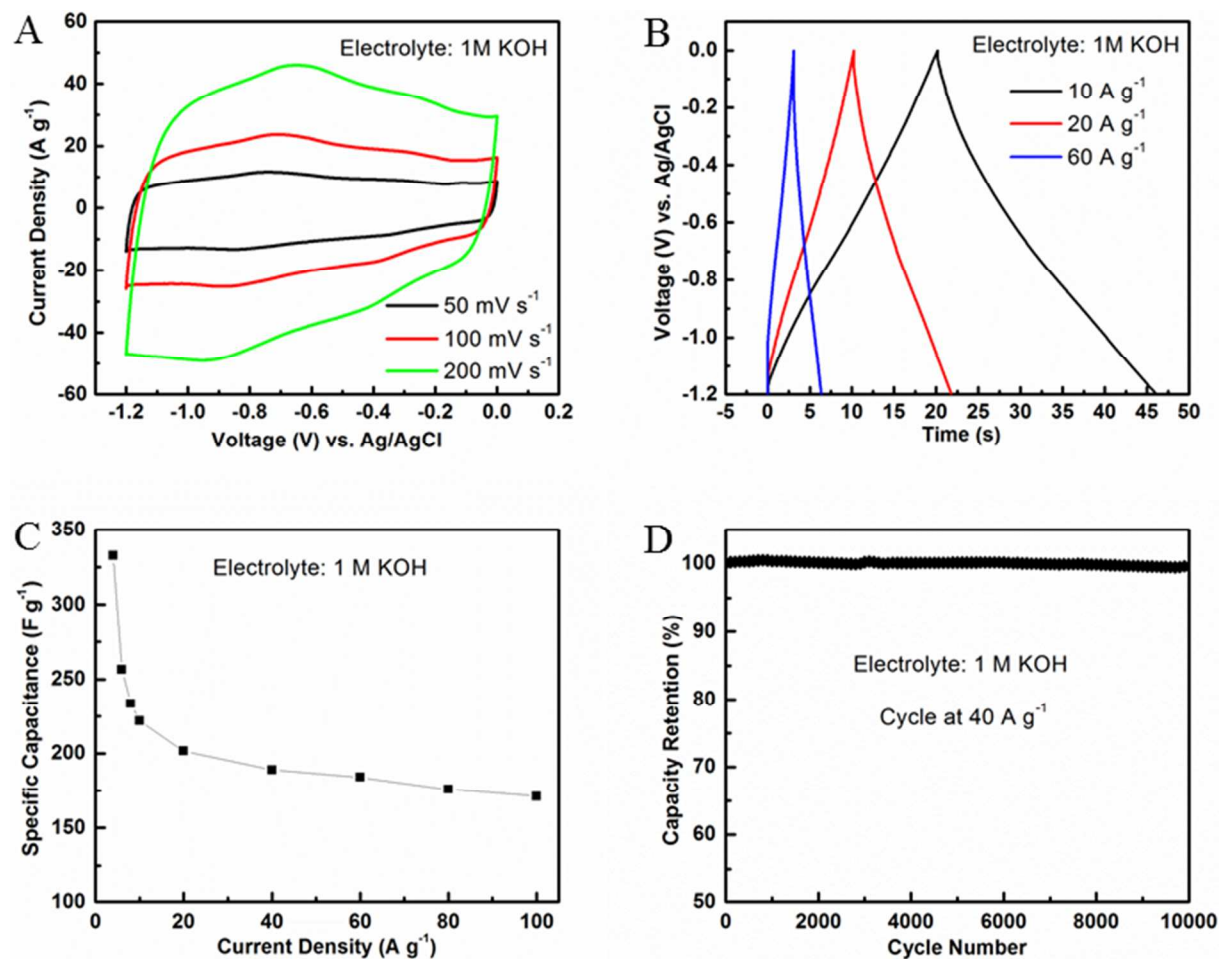 A
Electrolyte: 1M KOH
60
40
20
0
-20
-40
-60
Current Density (A g⁻¹)
50 mV s⁻¹
100 mV s⁻¹
200 mV s⁻¹
-1.2 -1.0 -0.8 -0.6 -0.4 -0.2 0.0 0.2
Voltage (V) vs. Ag/AgCl
B
Electrolyte: 1M KOH
10 A g⁻¹
20 A g⁻¹
60 A g⁻¹
0.0
-0.2
-0.4
-0.6
-0.8
-1.0
-1.2
Voltage (V) vs. Ag/AgCl
-5 0 5 10 15 20 25 30 35 40 45 50
Time (s)
C
Electrolyte: 1 M KOH
350
300
250
200
150
100
Specific Capacitance (F g⁻¹)
0 20 40 60 80 100
Current Density (A g⁻¹)
D
100
90
80
70
60
50
Capacity Retention (%)
Electrolyte: 1 M KOH
Cycle at 40 A g⁻¹
0 2000 4000 6000 8000 10000
Cycle Number